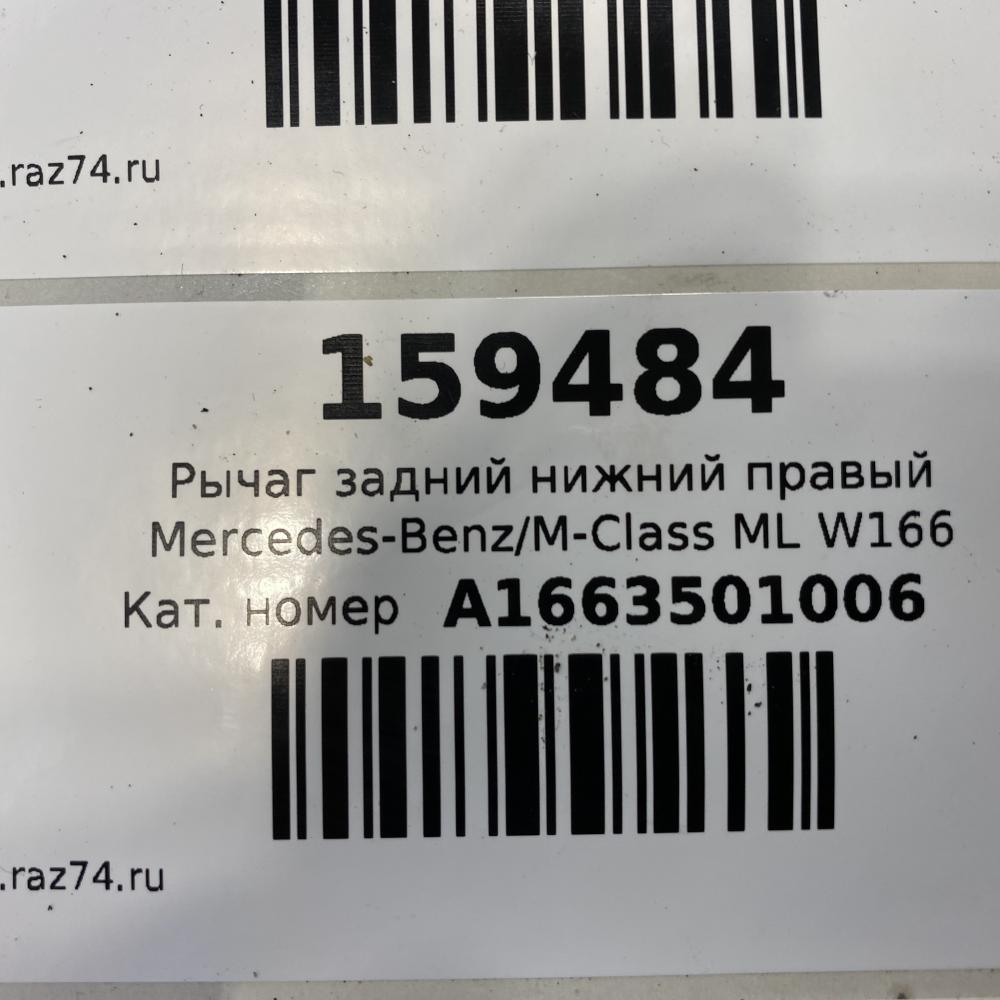 .raz74.ru
159484
Рычаг задний нижний правый
Mercedes-Benz/M-Class ML W166
Кат. номер A1663501006
.raz74.ru